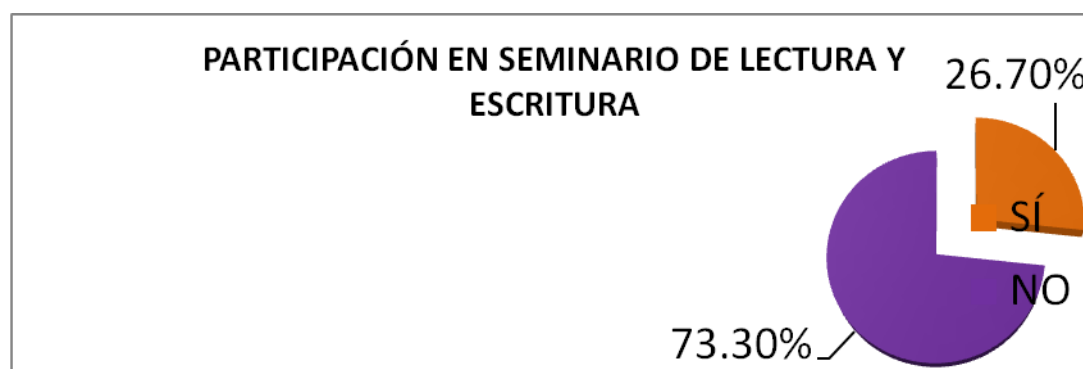 PARTICIPACIÓN EN SEMINARIO DE LECTURA Y
ESCRITURA
26.70%
SÍ
NO
73.30%